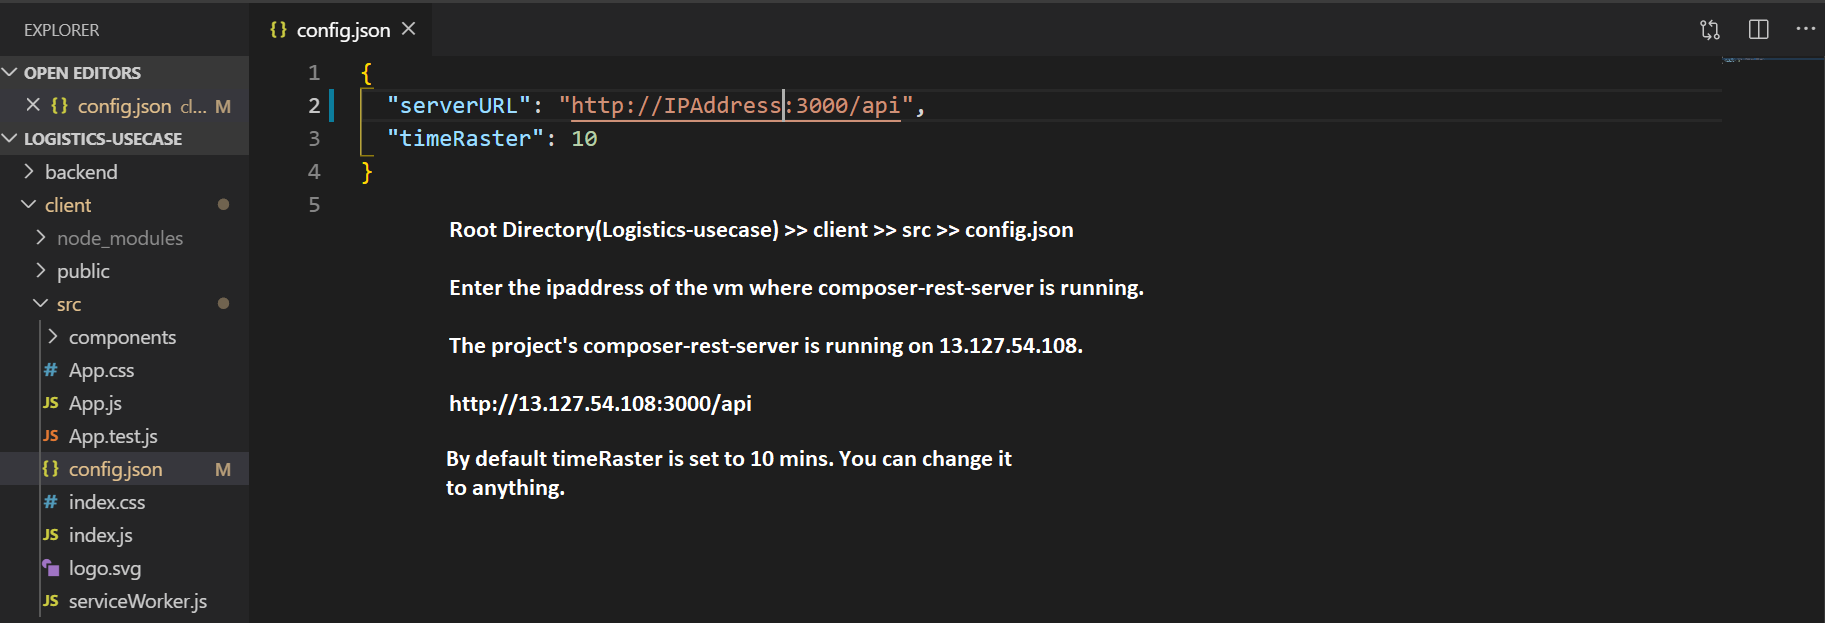 EXPLORER
OPEN EDITORS
config.json cl... M
LOGISTICS-USECASE
backend
client
node_modules
public
src
components
# App.css
JS App.js
JS App.test.js
{} config.json M
# index.css
JS index.js
logo.svg
JS serviceWorker.js
{} config.json
1 {
2 "serverURL": "http://IPAddress:3000/api",
3 "timeRaster": 10
4 }
5
Root Directory(Logistics-usecase) >> client >> src >> config.json
Enter the ipaddress of the vm where composer-rest-server is running.
The project's composer-rest-server is running on 13.127.54.108.
http://13.127.54.108:3000/api
By default timeRaster is set to 10 mins. You can change it
to anything.